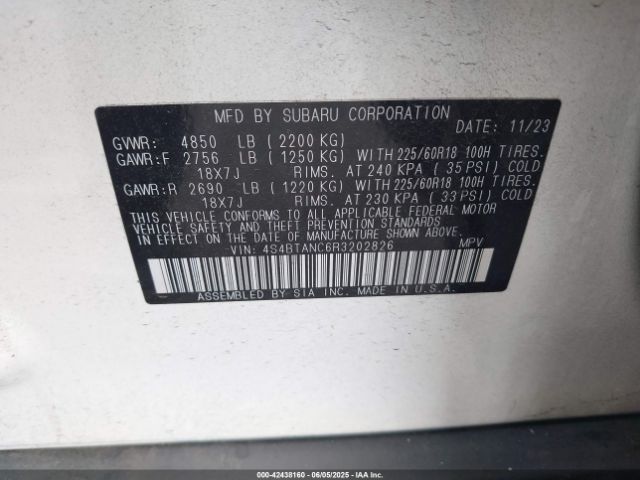 MFD BY SUBARU CORPORATION
DATE: 11/23
GVWR: 4850 LB (2200 KG)
GAWR:F 2756 LB (1250 KG) WITH 225/60R18 100H TIRES.
18X7J RIMS. AT 240 KPA (35 PSI) COLD
GAWR:R 2690 LB (1220 KG) WITH 225/60R18 100H TIRES.
18X7J RIMS. AT 230 KPA (33 PSI) COLD
THIS VEHICLE CONFORMS TO ALL APPLICABLE FEDERAL MOTOR
VEHICLE SAFETY, BUMPER, AND THEFT PREVENTION STANDARDS
IN EFFECT ON THE DATE OF MANUFACTURE SHOWN ABOVE.
VIN: 4S4BTANC6R3202826 MPV
ASSEMBLED BY SIA INC. MADE IN U.S.A.
000-42438160 - 06/05/2025 - IAAI.COM